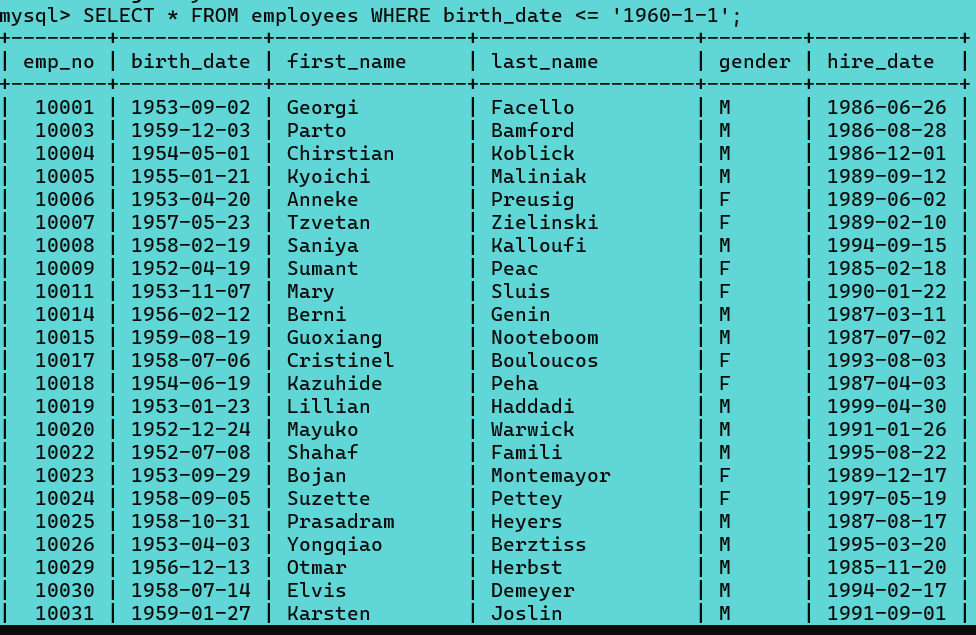 mysql> SELECT * FROM employees WHERE birth_date <= '1960-1-1';
+--------+------------+-----------------+-------------------+--------+------------+
| emp_no | birth_date | first_name | last_name | gender | hire_date |
+--------+------------+-----------------+-------------------+--------+------------+
| 10001 | 1953-09-02 | Georgi | Facello | M | 1986-06-26 |
| 10003 | 1959-12-03 | Parto | Bamford | M | 1986-08-28 |
| 10004 | 1954-05-01 | Chirstian | Koblick | M | 1986-12-01 |
| 10005 | 1955-01-21 | Kyoichi | Maliniak | M | 1989-09-12 |
| 10006 | 1953-04-20 | Anneke | Preusig | F | 1989-06-02 |
| 10007 | 1957-05-23 | Tzvetan | Zielinski | F | 1989-02-10 |
| 10008 | 1958-02-19 | Saniya | Kalloufi | M | 1994-09-15 |
| 10009 | 1952-04-19 | Sumant | Peac | F | 1985-02-18 |
| 10011 | 1953-11-07 | Mary | Sluis | F | 1990-01-22 |
| 10014 | 1956-02-12 | Berni | Genin | M | 1987-03-11 |
| 10015 | 1959-08-19 | Guoxiang | Nooteboom | M | 1987-07-02 |
| 10017 | 1958-07-06 | Cristinel | Bouloucos | F | 1993-08-03 |
| 10018 | 1954-06-19 | Kazuhide | Peha | F | 1987-04-03 |
| 10019 | 1953-01-23 | Lillian | Haddadi | M | 1999-04-30 |
| 10020 | 1952-12-24 | Mayuko | Warwick | M | 1991-01-26 |
| 10022 | 1952-07-08 | Shahaf | Famili | M | 1995-08-22 |
| 10023 | 1953-09-29 | Bojan | Montemayor | F | 1989-12-17 |
| 10024 | 1958-09-05 | Suzette | Pettey | F | 1997-05-19 |
| 10025 | 1958-10-31 | Prasadram | Heyers | M | 1987-08-17 |
| 10026 | 1953-04-03 | Yongqiao | Berztiss | M | 1995-03-20 |
| 10029 | 1956-12-13 | Otmar | Herbst | M | 1985-11-20 |
| 10030 | 1958-07-14 | Elvis | Demeyer | M | 1994-02-17 |
| 10031 | 1959-01-27 | Karsten | Joslin | M | 1991-09-01 |